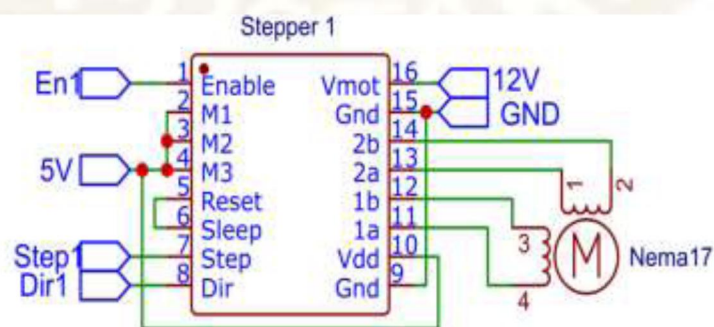 Stepper 1
En1
5V
Step1
Dir1
1 Enable
2 M1
3 M2
4 M3
5 Reset
6 Sleep
7 Step
8 Dir
Vmot 16
Gnd 15
2b 14
2a 13
1b 12
1a 11
Vdd 10
Gnd 9
12V
GND
1
2
3
4
M
Nema17